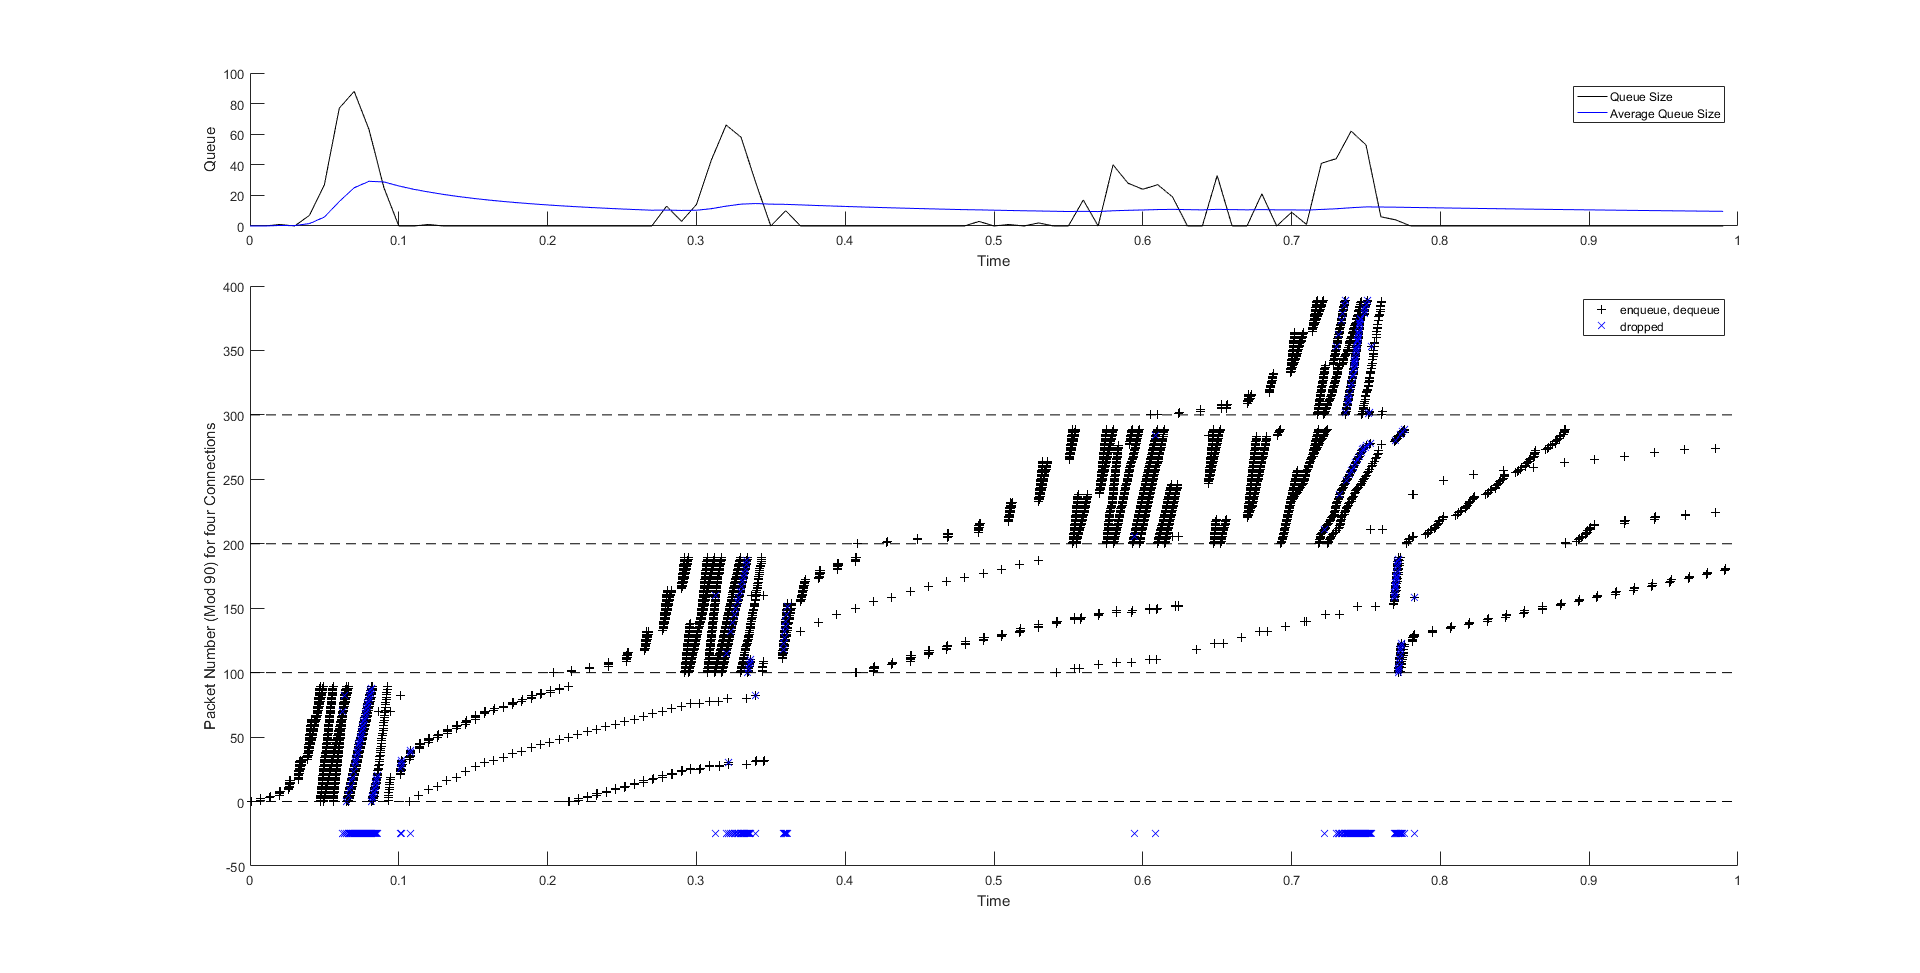 100
80
60
40
20
0
Queue
Queue Size
Average Queue Size
0 0.1 0.2 0.3 0.4 0.5 0.6 0.7 0.8 0.9 1
Time
400
350
300
250
200
150
100
50
0
-50
Packet Number (Mod 90) for four Connections
enqueue, dequeue
dropped
0 0.1 0.2 0.3 0.4 0.5 0.6 0.7 0.8 0.9 1
Time